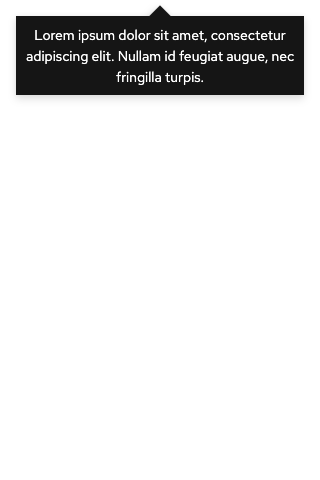 Lorem ipsum dolor sit amet, consectetur
adipiscing elit. Nullam id feugiat augue, nec
fringilla turpis.